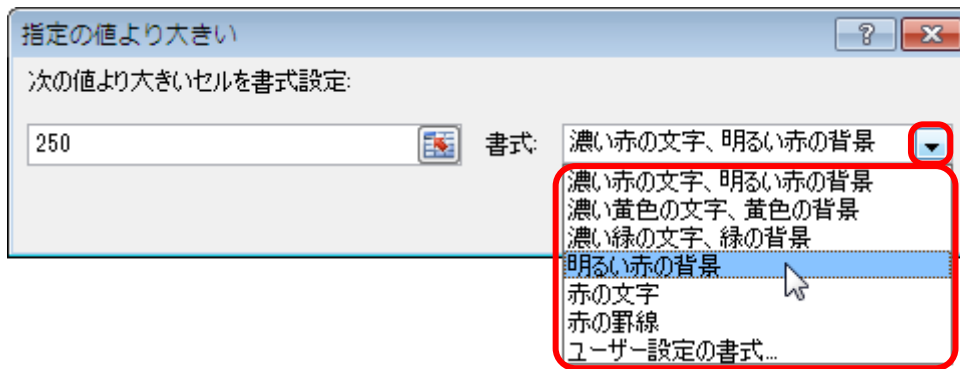 指定の値より大きい
?
次の値より大きいセルを書式設定:
250 書式: 濃い赤の文字、明るい赤の背景
濃い赤の文字、明るい赤の背景
濃い黄色の文字、黄色の背景
濃い緑の文字、緑の背景
明るい赤の背景
赤の文字
赤の罫線
ユーザー設定の書式...